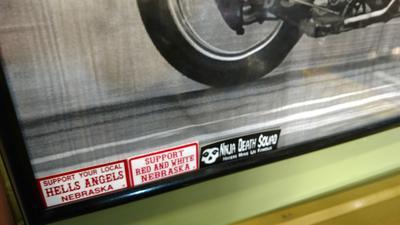 SUPPORT YOUR LOCAL
HELLS ANGELS
NEBRASKA
SUPPORT
RED AND WHITE
NEBRASKA
NINJA DEATH SQUAD